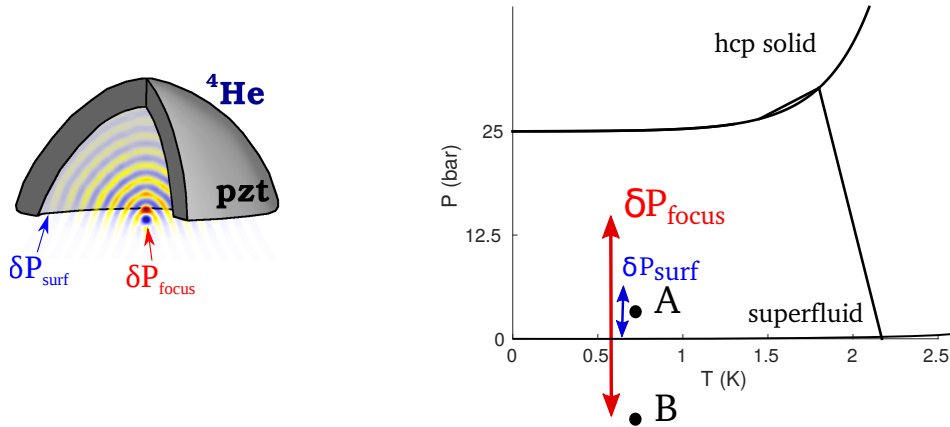 ⁴He
pzt
δP_surf
δP_focus
hcp solid
25
P (bar)
δP_focus
12.5
δP_surf
A
superfluid
0
0
0.5
1
1.5
2
2.5
T (K)
B